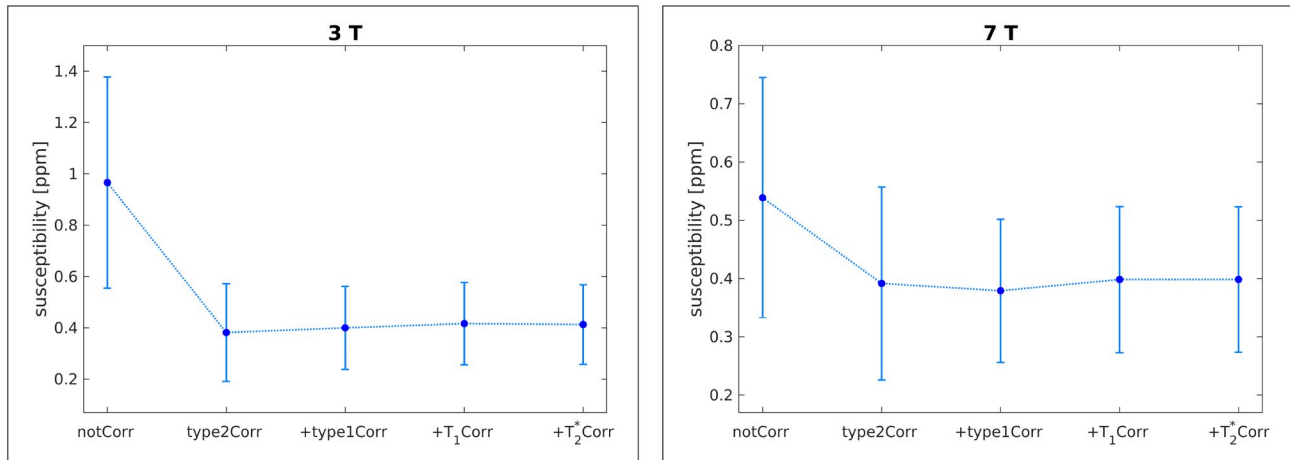 3 T
susceptibility [ppm]
1.4
1.2
1
0.8
0.6
0.4
0.2
notCorr type2Corr +type1Corr +T₁Corr +T₂*Corr
7 T
susceptibility [ppm]
0.8
0.7
0.6
0.5
0.4
0.3
0.2
notCorr type2Corr +type1Corr +T₁Corr +T₂*Corr